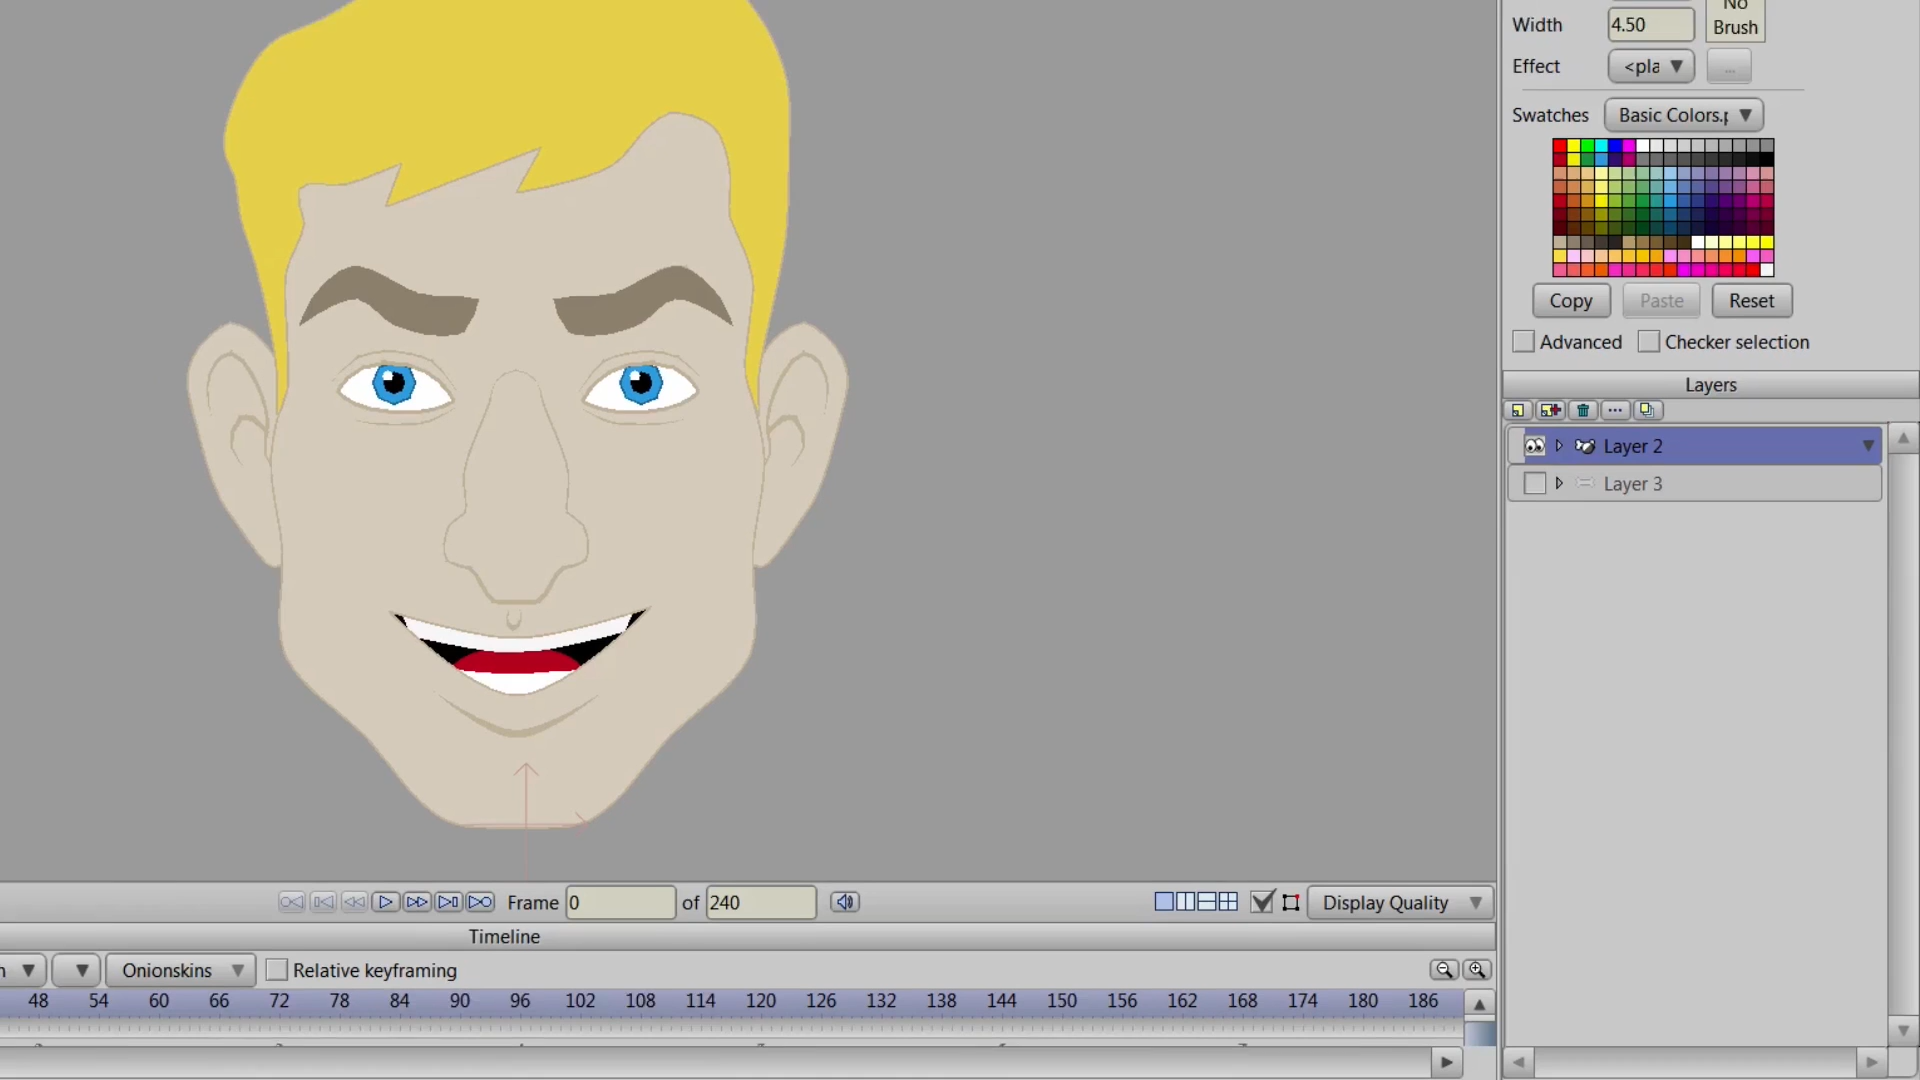 No
Width 4.50 Brush
Effect <pla ...
Swatches Basic Colors.p
Copy Paste Reset
Advanced Checker selection
Layers
Layer 2
Layer 3
Frame 0 of 240 Display Quality
Timeline
Onionskins Relative keyframing
48 54 60 66 72 78 84 90 96 102 108 114 120 126 132 138 144 150 156 162 168 174 180 186